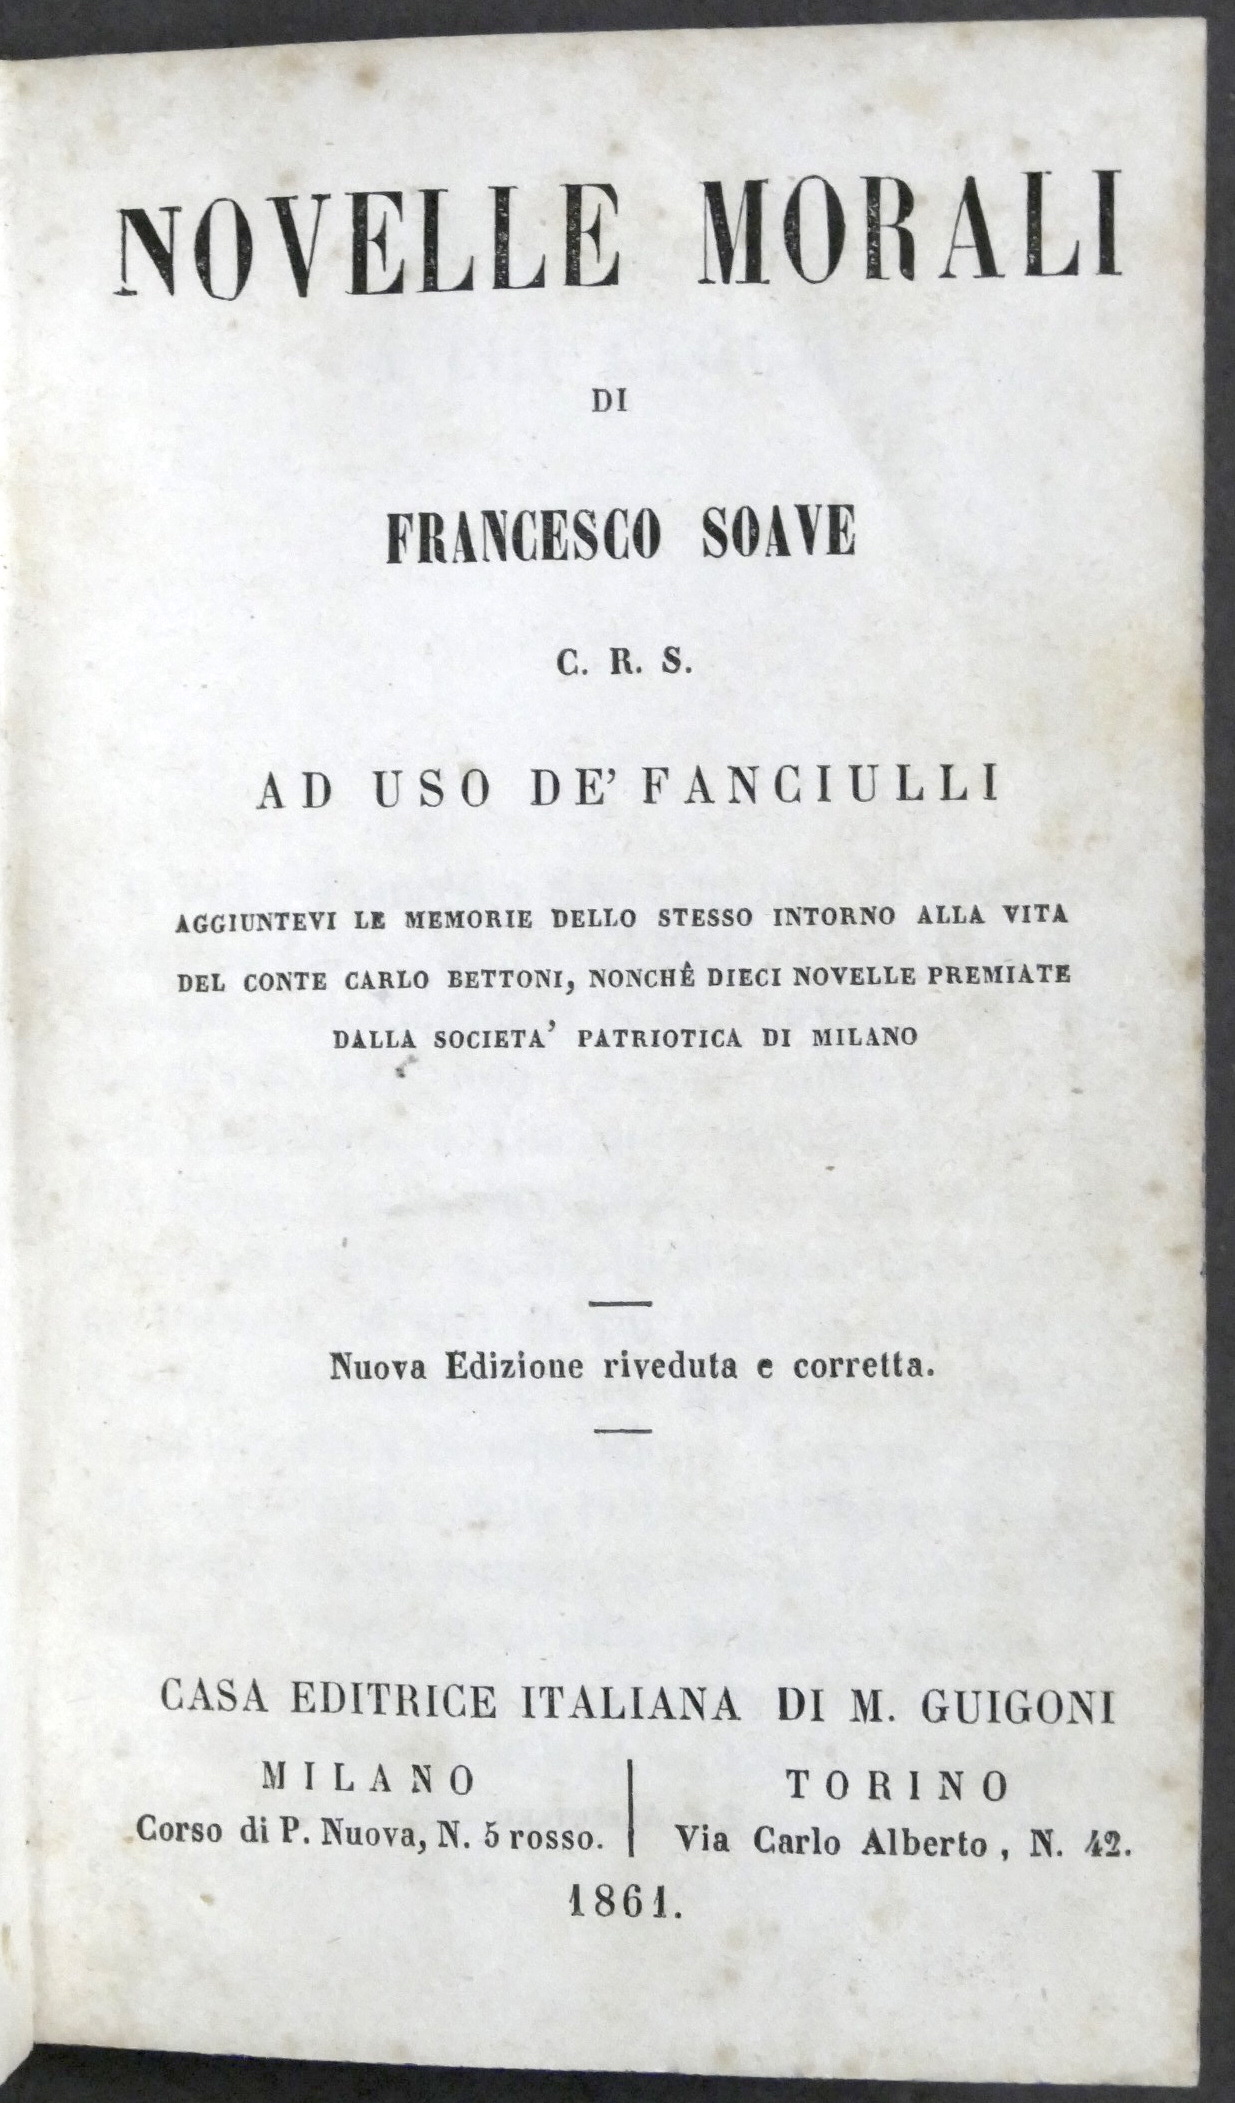 NOVELLE MORALI
DI
FRANCESCO SOAVE
C. R. S.
AD USO DE' FANCIULLI
AGGIUNTEVI LE MEMORIE DELLO STESSO INTORNO ALLA VITA
DEL CONTE CARLO BETTONI, NONCHÊ DIECI NOVELLE PREMIATE
DALLA SOCIETA' PATRIOTICA DI MILANO
Nuova Edizione riveduta e corretta.
CASA EDITRICE ITALIANA DI M. GUIGONI
MILANO
Corso di P. Nuova, N. 5 rosso.
TORINO
Via Carlo Alberto, N. 42.
1861.